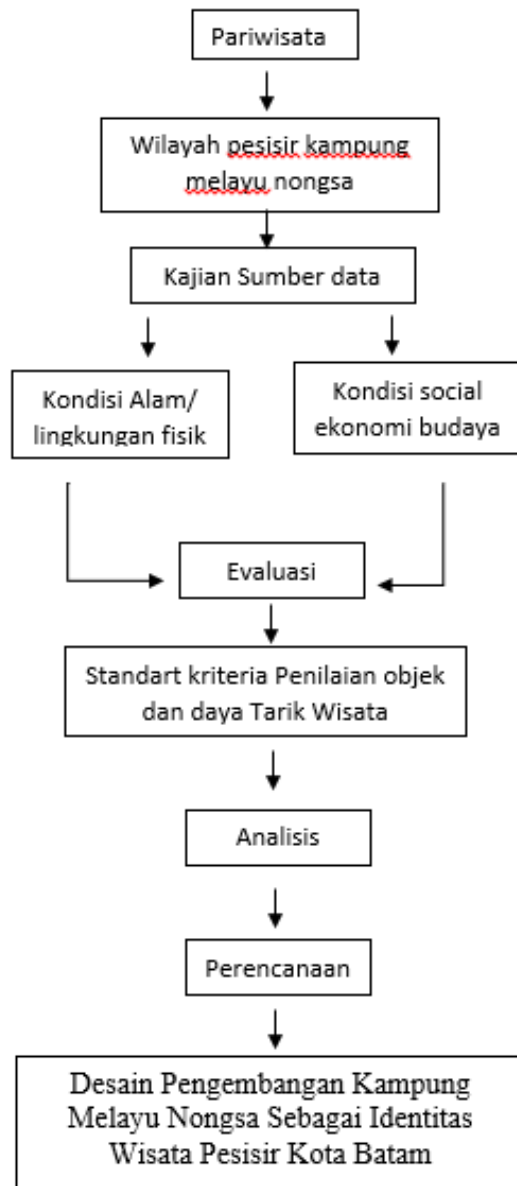 Pariwisata
Wilayah pesisir kampung
melayu nongsa
Kajian Sumber data
Kondisi Alam/
lingkungan fisik
Kondisi social
ekonomi budaya
Evaluasi
Standart kriteria Penilaian objek
dan daya Tarik Wisata
Analisis
Perencanaan
Desain Pengembangan Kampung
Melayu Nongsa Sebagai Identitas
Wisata Pesisir Kota Batam